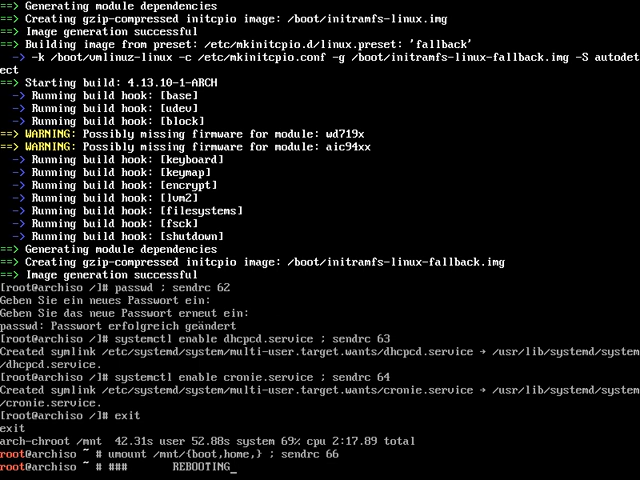 ==> Generating module dependencies
==> Creating gzip-compressed initcpio image: /boot/initramfs-linux.img
==> Image generation successful
==> Building image from preset: /etc/mkinitcpio.d/linux.preset: 'fallback'
  -> -k /boot/vmlinuz-linux -c /etc/mkinitcpio.conf -g /boot/initramfs-linux-fallback.img -S autodet
ect
==> Starting build: 4.13.10-1-ARCH
  -> Running build hook: [base]
  -> Running build hook: [udev]
  -> Running build hook: [block]
==> WARNING: Possibly missing firmware for module: wd719x
==> WARNING: Possibly missing firmware for module: aic94xx
  -> Running build hook: [keyboard]
  -> Running build hook: [keymap]
  -> Running build hook: [encrypt]
  -> Running build hook: [lvm2]
  -> Running build hook: [filesystems]
  -> Running build hook: [fsck]
  -> Running build hook: [shutdown]
==> Generating module dependencies
==> Creating gzip-compressed initcpio image: /boot/initramfs-linux-fallback.img
==> Image generation successful
[root@archiso /]# passwd ; sendrc 62
Geben Sie ein neues Passwort ein:
Geben Sie das neue Passwort erneut ein:
passwd: Passwort erfolgreich geändert
[root@archiso /]# systemctl enable dhcpcd.service ; sendrc 63
Created symlink /etc/systemd/system/multi-user.target.wants/dhcpcd.service → /usr/lib/systemd/system
/dhcpcd.service.
[root@archiso /]# systemctl enable cronie.service ; sendrc 64
Created symlink /etc/systemd/system/multi-user.target.wants/cronie.service → /usr/lib/systemd/system
/cronie.service.
[root@archiso /]# exit
exit
arch-chroot /mnt  42.31s user 52.88s system 69% cpu 2:17.89 total
root@archiso ~ # umount /mnt/{boot,home,} ; sendrc 66
root@archiso ~ # ###       REBOOTING_